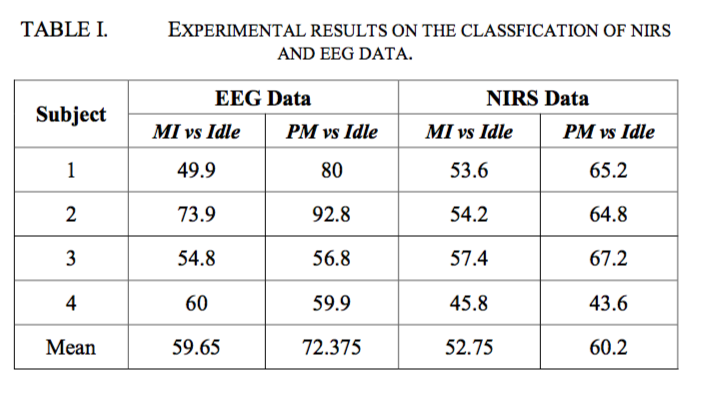 TABLE I. EXPERIMENTAL RESULTS ON THE CLASSFICATION OF NIRS
AND EEG DATA.
Subject EEG Data NIRS Data
MI vs Idle PM vs Idle MI vs Idle PM vs Idle
1 49.9 80 53.6 65.2
2 73.9 92.8 54.2 64.8
3 54.8 56.8 57.4 67.2
4 60 59.9 45.8 43.6
Mean 59.65 72.375 52.75 60.2